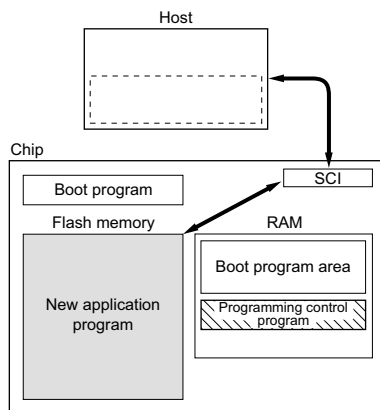 Host
Chip
SCI
Boot program
Flash memory
RAM
New application
program
Boot program area
Programming control
program